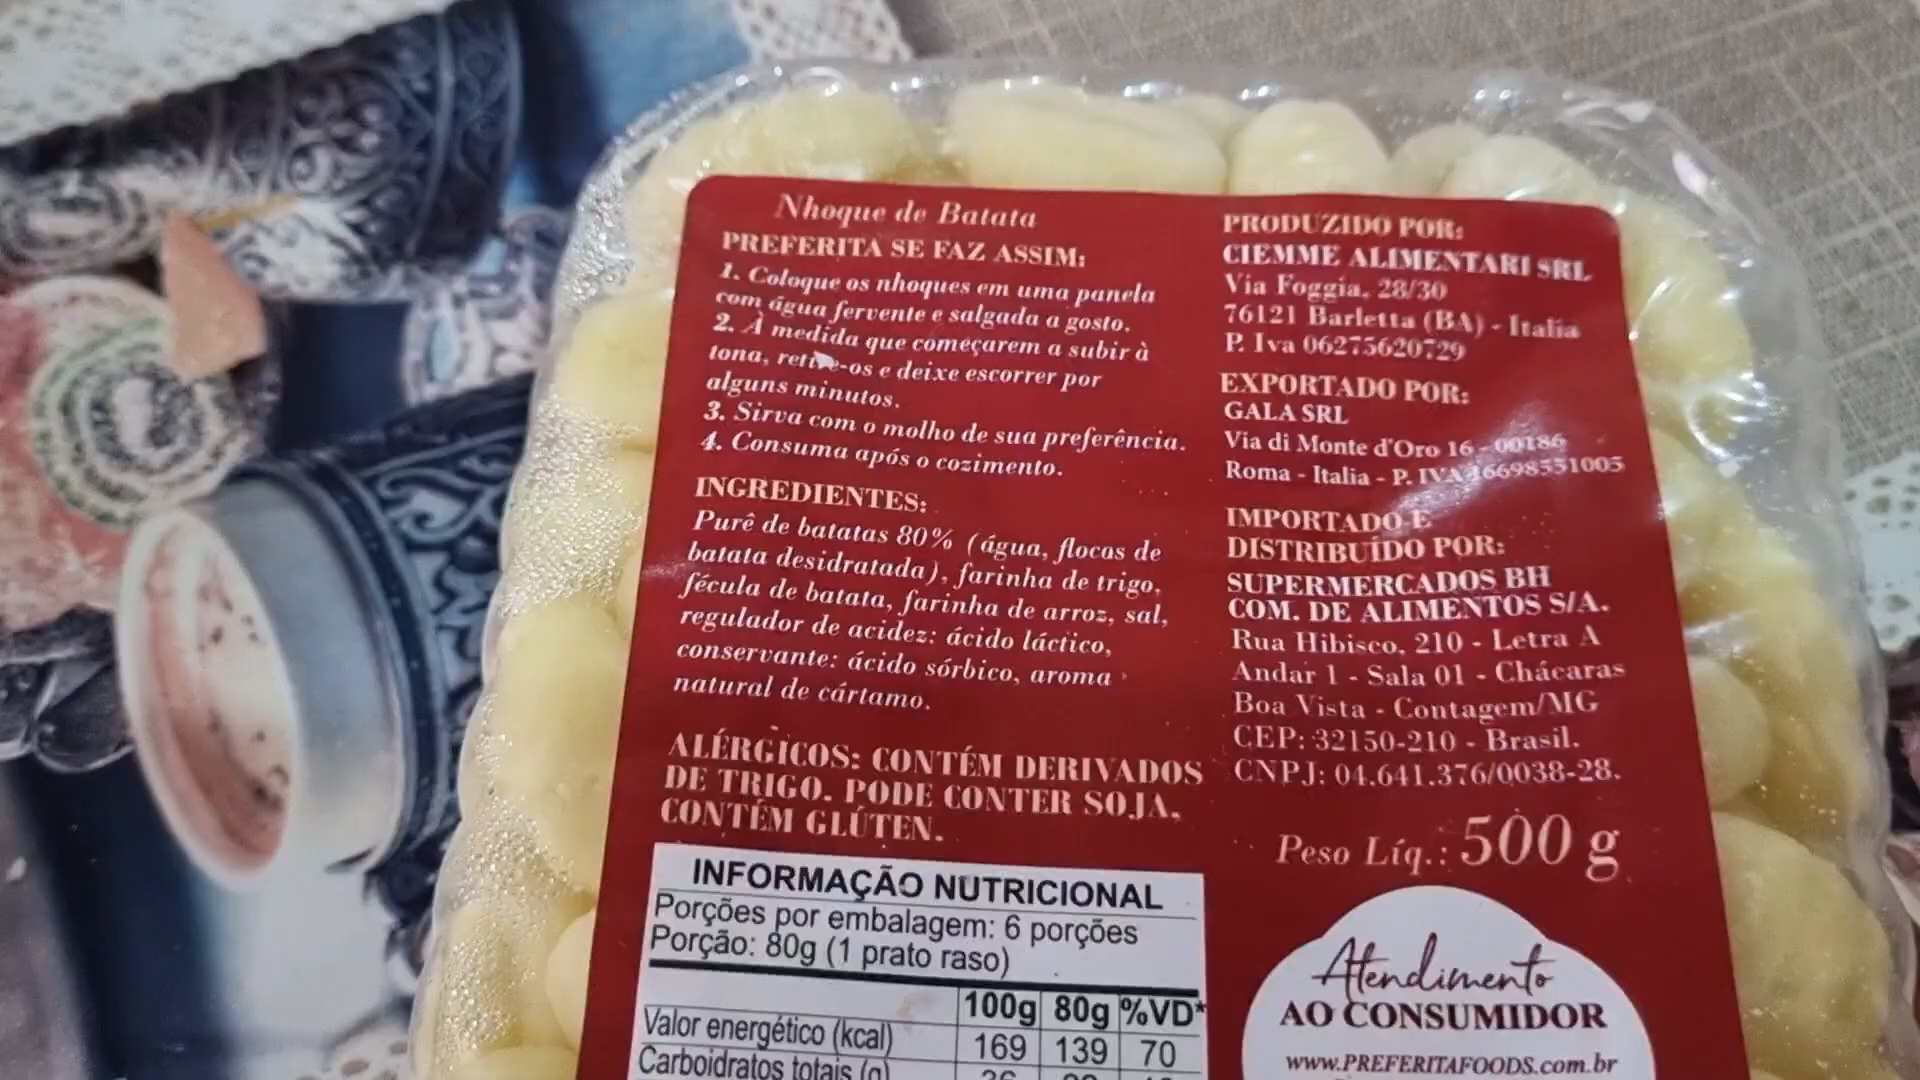 Nhoque de Batata
PREFERITA SE FAZ ASSIM:
1. Coloque os nhoques em uma panela
com água fervente e salgada a gosto.
2. À medida que começarem a subir à
tona, retire-os e deixe escorrer por
alguns minutos.
3. Sirva com o molho de sua preferência.
4. Consuma após o cozimento.
INGREDIENTES:
Purê de batatas 80% (água, flocos de
batata desidratada), farinha de trigo,
fécula de batata, farinha de arroz, sal,
regulador de acidez: ácido láctico,
conservante: ácido sórbico, aroma
natural de cártamo.
ALÉRGICOS: CONTÉM DERIVADOS
DE TRIGO. PODE CONTER SOJA.
CONTÉM GLÚTEN.
INFORMAÇÃO NUTRICIONAL
Porções por embalagem: 6 porções
Porção: 80g (1 prato raso)
100g 80g %VD*
Valor energético (kcal) 169 139 70
Carboidratos totais (g)
PRODUZIDO POR:
CIEMME ALIMENTARI SRL
Via Foggia, 28/30
76121 Barletta (BA) - Italia
P. Iva 06275620729
EXPORTADO POR:
GALA SRL
Via di Monte d'Oro 16 - 00186
Roma - Italia - P. IVA 16698551005
IMPORTADO E
DISTRIBUÍDO POR:
SUPERMERCADOS BH
COM. DE ALIMENTOS S/A.
Rua Hibisco, 210 - Letra A
Andar 1 - Sala 01 - Chácaras
Boa Vista - Contagem/MG
CEP: 32150-210 - Brasil.
CNPJ: 04.641.376/0038-28.
Peso Líq.: 500 g
Atendimento
AO CONSUMIDOR
www.PREFERITAFOODS.com.br